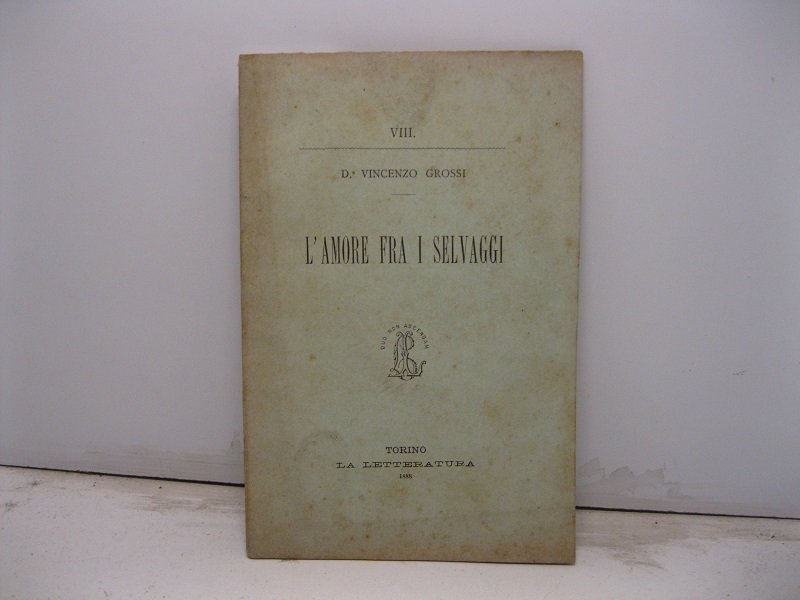 VIII.
D.r VINCENZO GROSSI
L'AMORE FRA I SELVAGGI
QUO NON ASCENDAM
TORINO
LA LETTERATURA
1888